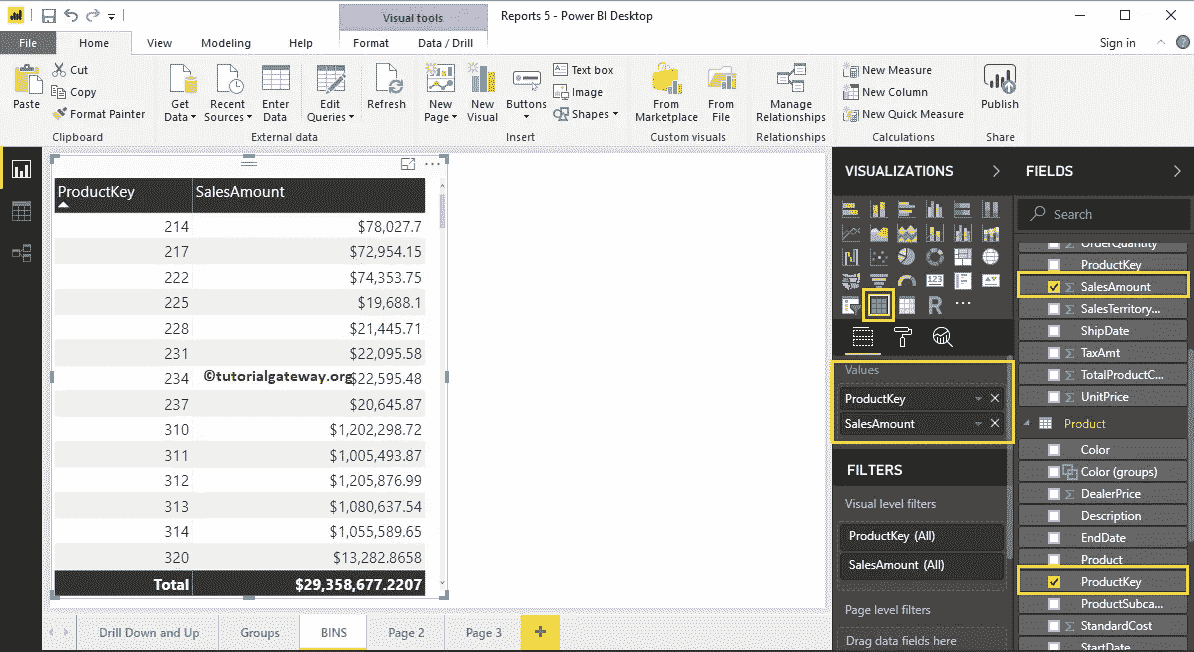 Visual tools
Reports 5 - Power BI Desktop
File
Home
View
Modeling
Help
Format
Data / Drill
Sign in
Paste
Cut
Copy
Format Painter
Clipboard
Get Data
Recent Sources
Enter Data
Edit Queries
External data
Refresh
New Page
New Visual
Buttons
Text box
Image
Shapes
Insert
From Marketplace
From File
Custom visuals
Manage Relationships
Relationships
New Measure
New Column
New Quick Measure
Calculations
Publish
Share
ProductKey SalesAmount
214 $78,027.7
217 $72,954.15
222 $74,353.75
225 $19,688.1
228 $21,445.71
231 $22,095.58
234 $22,595.48
©tutorialgateway.org
237 $20,645.87
310 $1,202,298.72
311 $1,005,493.87
312 $1,205,876.99
313 $1,080,637.54
314 $1,055,589.65
320 $13,282.8658
Total $29,358,677.2207
VISUALIZATIONS
123
R
Values
ProductKey
SalesAmount
FILTERS
Visual level filters
ProductKey (All)
SalesAmount (All)
Page level filters
Drag data fields here
FIELDS
Search
OrderQuantity
ProductKey
SalesAmount
SalesTerritory...
ShipDate
TaxAmt
TotalProductC...
UnitPrice
Product
Color
Color (groups)
DealerPrice
Description
EndDate
Product
ProductKey
ProductSubca...
StandardCost
StartDate
Drill Down and Up
Groups
BINS
Page 2
Page 3